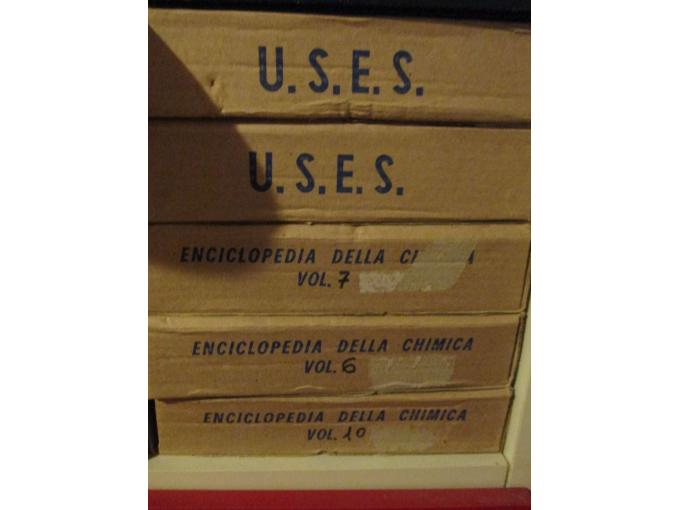 U.S.E.S.
U.S.E.S.
ENCICLOPEDIA DELLA
VOL. 7
ENCICLOPEDIA DELLA CHIMICA
VOL. 6
ENCICLOPEDIA DELLA CHIMICA
VOL. 10